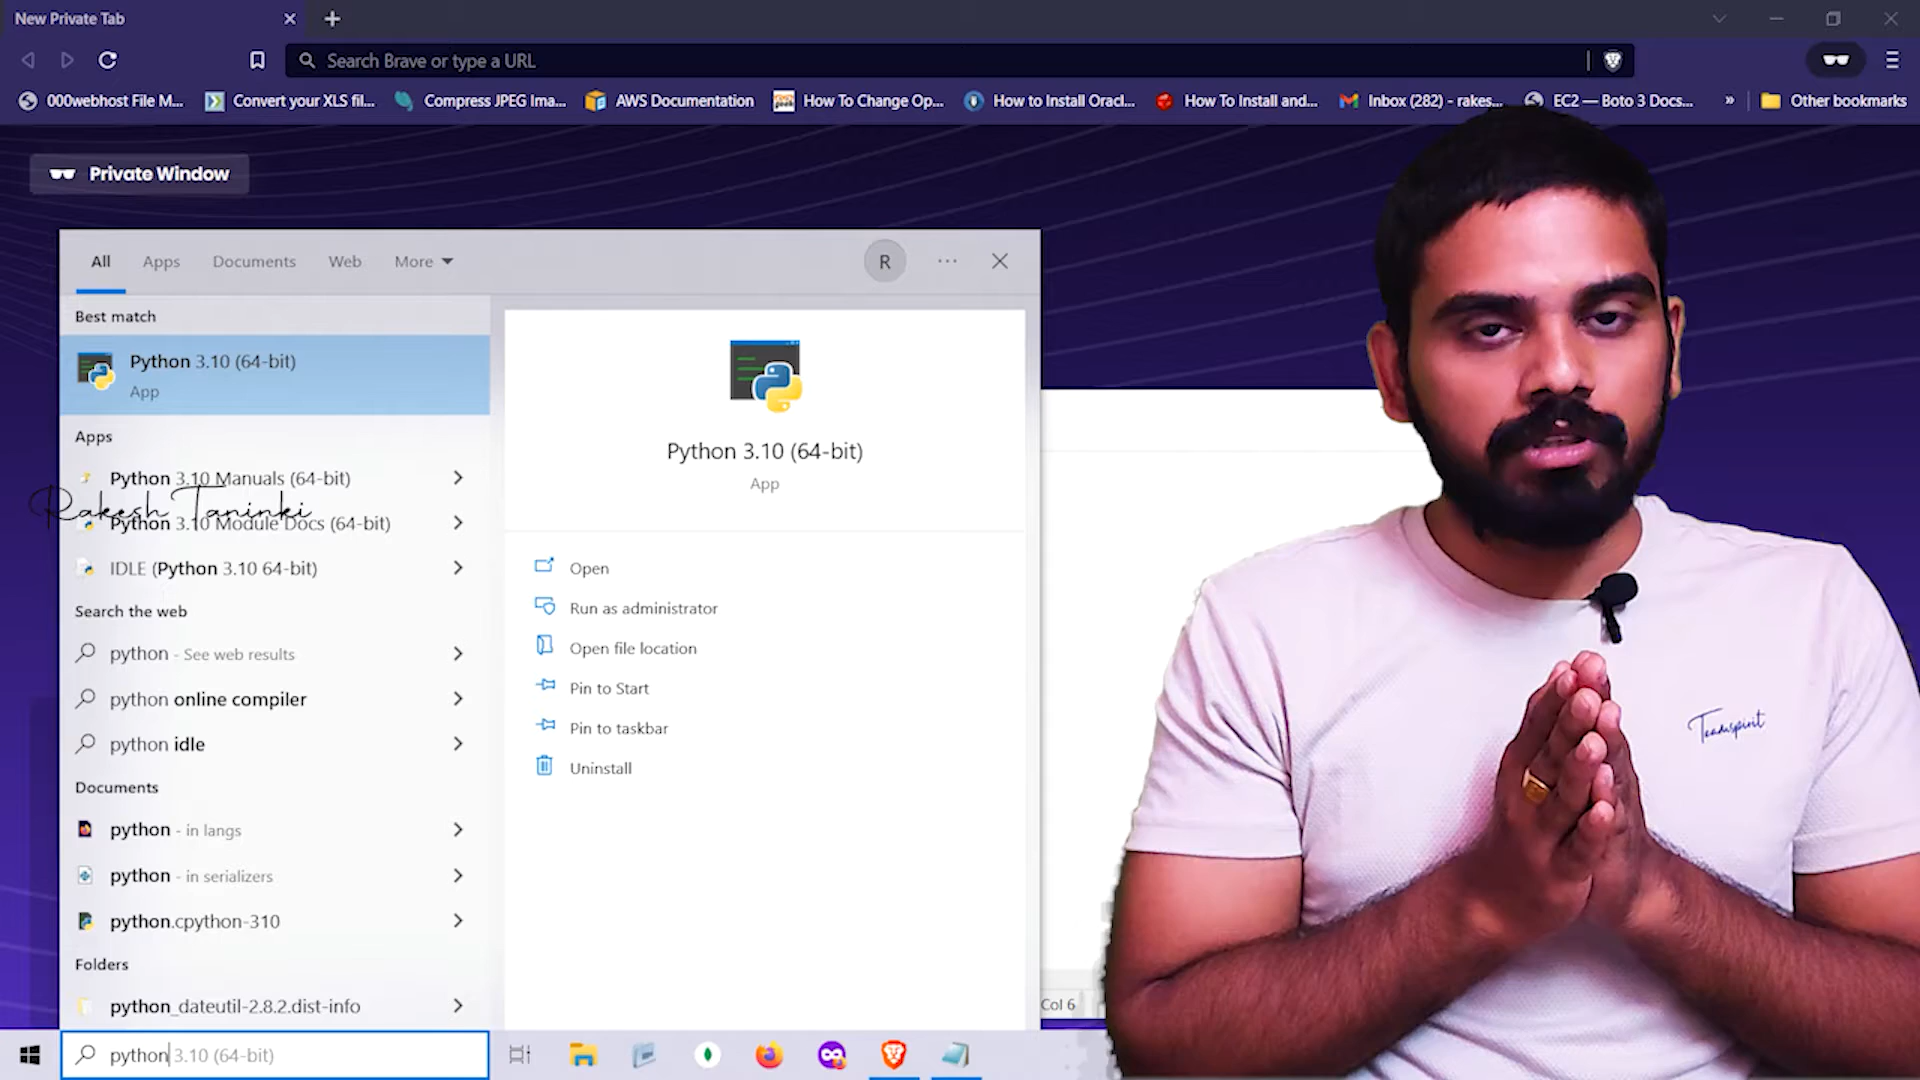 New Private Tab
Search Brave or type a URL
000webhost File M...
Convert your XLS fil...
Compress JPEG Ima...
AWS Documentation
How To Change Op...
How to Install Oracl...
How To Install and...
Inbox (282) - rakes...
EC2 — Boto 3 Docs...
»
Other bookmarks
Private Window
All
Apps
Documents
Web
More
R
Best match
Python 3.10 (64-bit)
App
Apps
Python 3.10 Manuals (64-bit)
Rakesh Taninki
Python 3.10 Module Docs (64-bit)
IDLE (Python 3.10 64-bit)
Search the web
python - See web results
python online compiler
python idle
Documents
python - in langs
python - in serializers
python.cpython-310
Folders
python_dateutil-2.8.2.dist-info
python 3.10 (64-bit)
Python 3.10 (64-bit)
App
Open
Run as administrator
Open file location
Pin to Start
Pin to taskbar
Uninstall
Col 6
Teamspirit